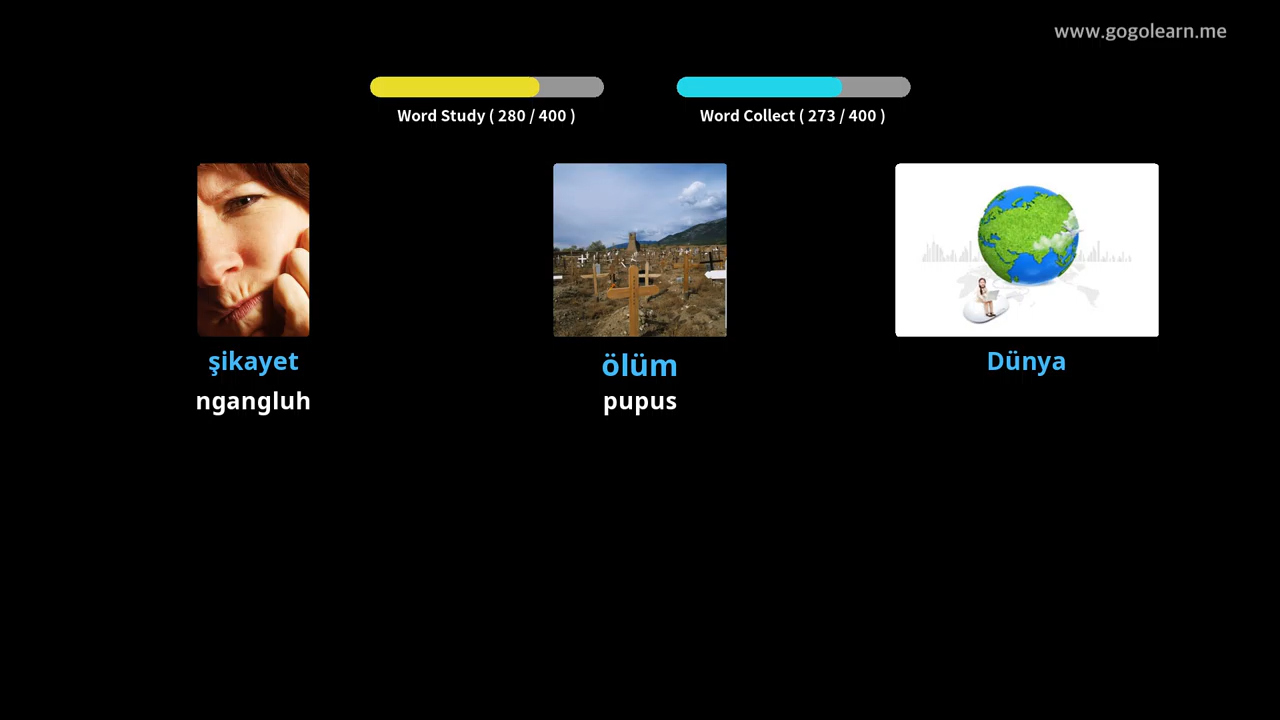 www.gogolearn.me
Word Study ( 280 / 400 )
Word Collect ( 273 / 400 )
şikayet
ngangluh
ölüm
pupus
Dünya